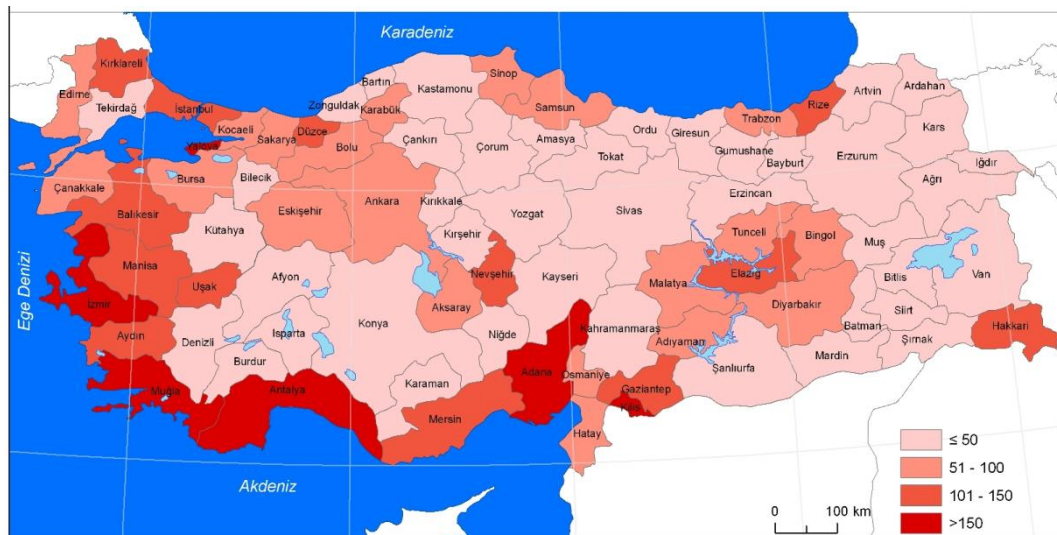 Karadeniz
Kırklareli
Edirne
Tekirdağ
İstanbul
Kocaeli
Yalova
Sakarya
Düzce
Zonguldak
Bartın
Karabük
Kastamonu
Sinop
Samsun
Bolu
Çankırı
Çorum
Amasya
Ordu
Giresun
Tokat
Trabzon
Rize
Artvin
Ardahan
Kars
Gumushane
Bayburt
Erzurum
Iğdır
Ağrı
Çanakkale
Bursa
Bilecik
Balıkesir
Kütahya
Eskişehir
Ankara
Kırıkkale
Kırşehir
Yozgat
Sivas
Erzincan
Tunceli
Bingol
Muş
Bitlis
Van
Ege Denizi
Manisa
Uşak
Afyon
İzmir
Aydın
Denizli
Isparta
Burdur
Muğla
Antalya
Konya
Aksaray
Nevşehir
Kayseri
Niğde
Karaman
Mersin
Adana
Kahramanmaraş
Osmaniye
Hatay
Malatya
Elazığ
Adıyaman
Gaziantep
Kilis
Diyarbakır
Şanlıurfa
Batman
Mardin
Siirt
Şırnak
Hakkari
Akdeniz
≤ 50
51 - 100
101 - 150
>150
0 100 km